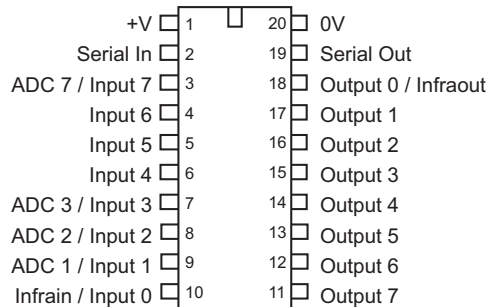 +V 1 20 0V
Serial In 2 19 Serial Out
ADC 7 / Input 7 3 18 Output 0 / Infraout
Input 6 4 17 Output 1
Input 5 5 16 Output 2
Input 4 6 15 Output 3
ADC 3 / Input 3 7 14 Output 4
ADC 2 / Input 2 8 13 Output 5
ADC 1 / Input 1 9 12 Output 6
Infrain / Input 0 10 11 Output 7